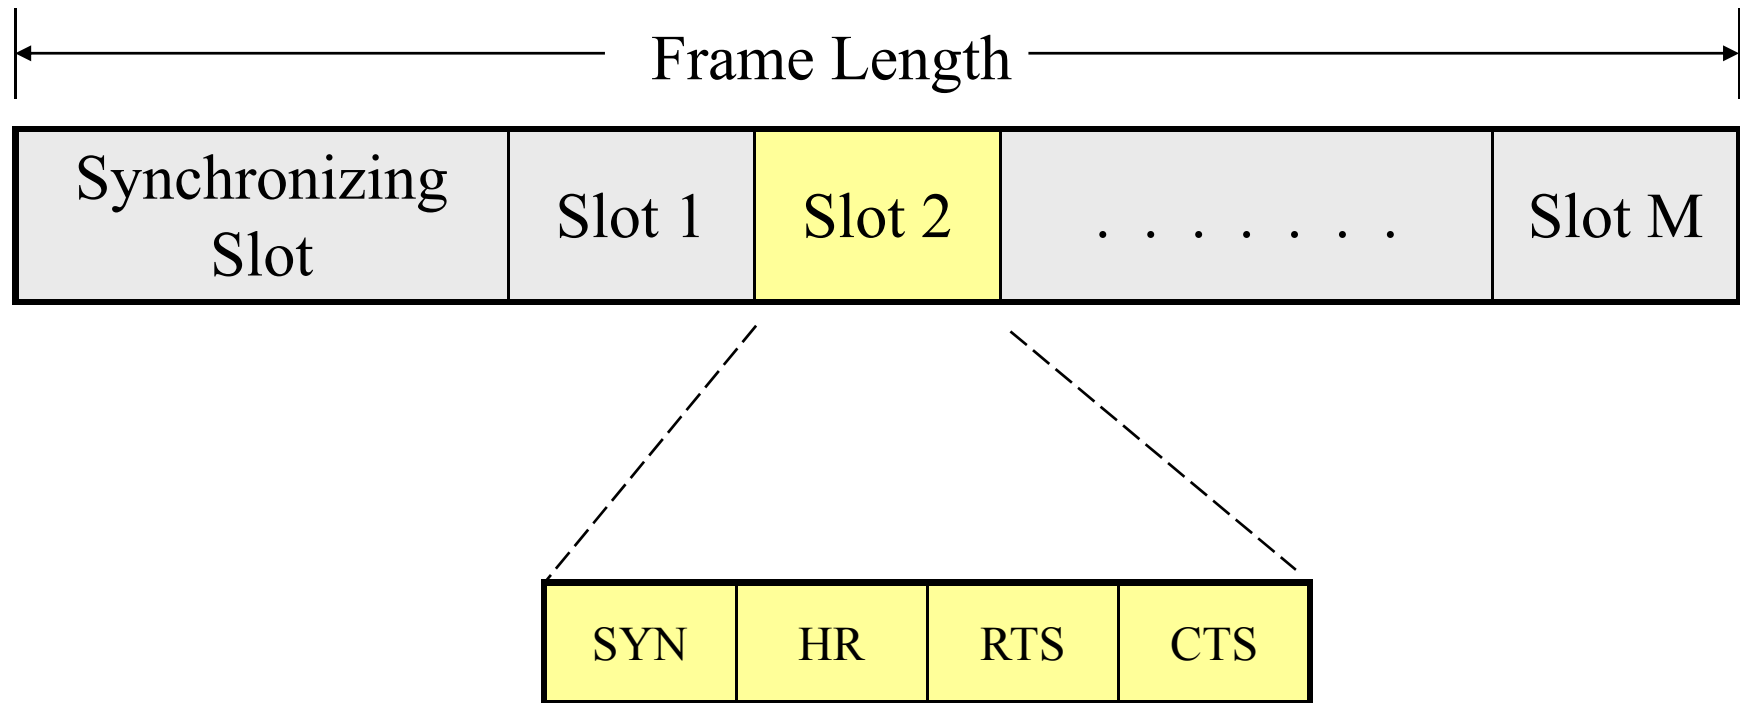 Frame Length
Synchronizing
Slot
Slot 1
Slot 2
. . . . . . .
Slot M
SYN
HR
RTS
CTS